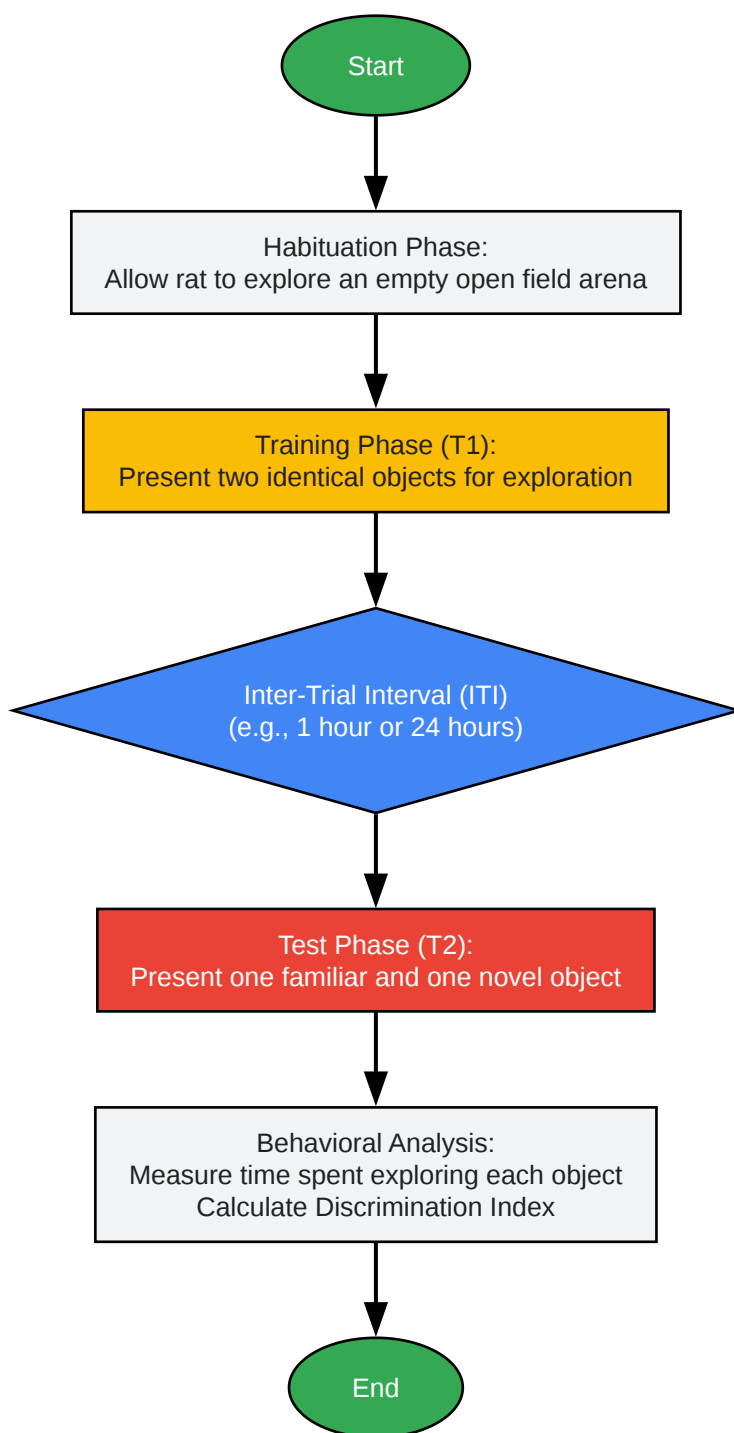 Start
Habituation Phase:
Allow rat to explore an empty open field arena
Training Phase (T1):
Present two identical objects for exploration
Inter-Trial Interval (ITI)
(e.g., 1 hour or 24 hours)
Test Phase (T2):
Present one familiar and one novel object
Behavioral Analysis:
Measure time spent exploring each object
Calculate Discrimination Index
End